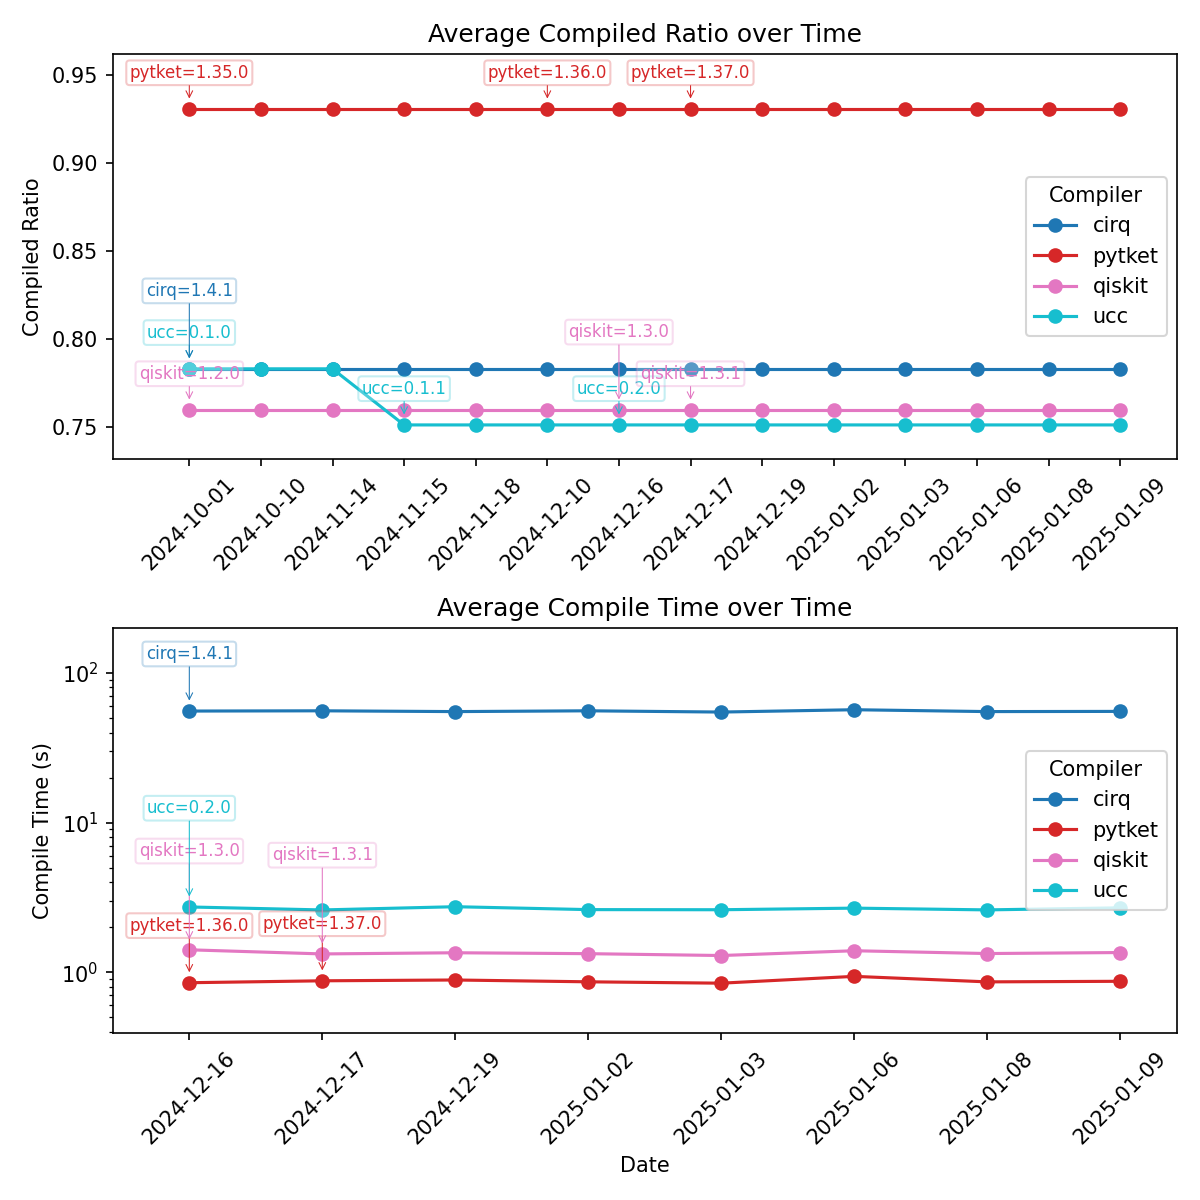 Average Compiled Ratio over Time
Compiled Ratio
0.95
0.90
0.85
0.80
0.75
pytket=1.35.0
pytket=1.36.0
pytket=1.37.0
cirq=1.4.1
ucc=0.1.0
qiskit=1.2.0
ucc=0.1.1
qiskit=1.3.0
ucc=0.2.0
qiskit=1.3.1
Compiler
cirq
pytket
qiskit
ucc
2024-10-01
2024-10-10
2024-11-14
2024-11-15
2024-11-18
2024-12-10
2024-12-16
2024-12-17
2024-12-19
2025-01-02
2025-01-03
2025-01-06
2025-01-08
2025-01-09
Average Compile Time over Time
Compile Time (s)
10²
10¹
10⁰
cirq=1.4.1
ucc=0.2.0
qiskit=1.3.0
qiskit=1.3.1
pytket=1.36.0
pytket=1.37.0
Compiler
cirq
pytket
qiskit
ucc
2024-12-16
2024-12-17
2024-12-19
2025-01-02
2025-01-03
2025-01-06
2025-01-08
2025-01-09
Date